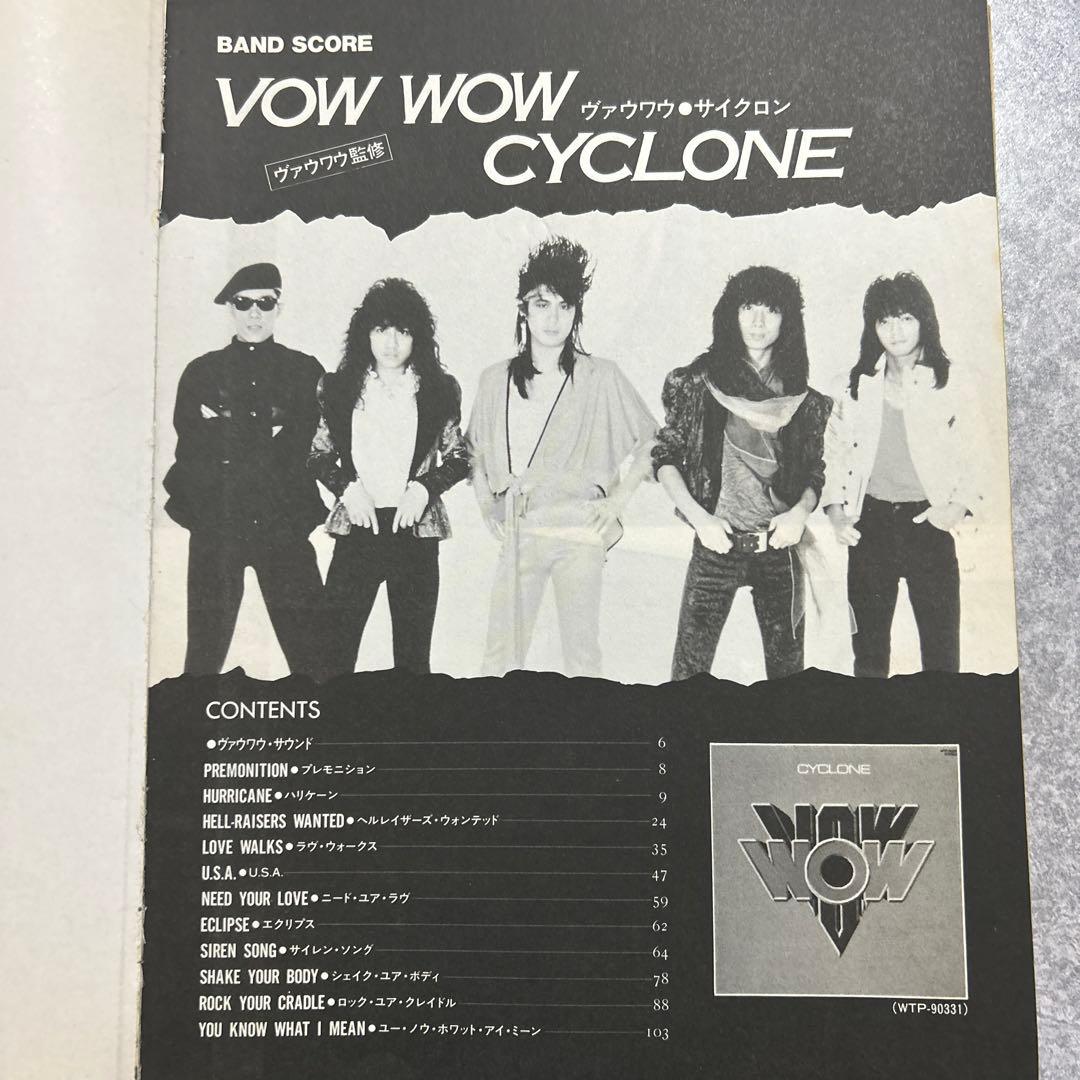 BAND SCORE
VOW WOW ヴァウワウ●サイクロン
CYCLONE
ヴァウワウ監修
CONTENTS
●ヴァウワウ・サウンド 6
PREMONITION●プレモニション 8
HURRICANE●ハリケーン 9
HELL-RAISERS WANTED●ヘルレイザーズ・ウォンテッド 24
LOVE WALKS●ラヴ・ウォークス 35
U.S.A.●U.S.A. 47
NEED YOUR LOVE●ニード・ユア・ラヴ 59
ECLIPSE●エクリプス 62
SIREN SONG●サイレン・ソング 64
SHAKE YOUR BODY●シェイク・ユア・ボディ 78
ROCK YOUR CRADLE●ロック・ユア・クレイドル 88
YOU KNOW WHAT I MEAN●ユー・ノウ・ホワット・アイ・ミーン 103
CYCLONE
VOW
WOW
(WTP-90331)